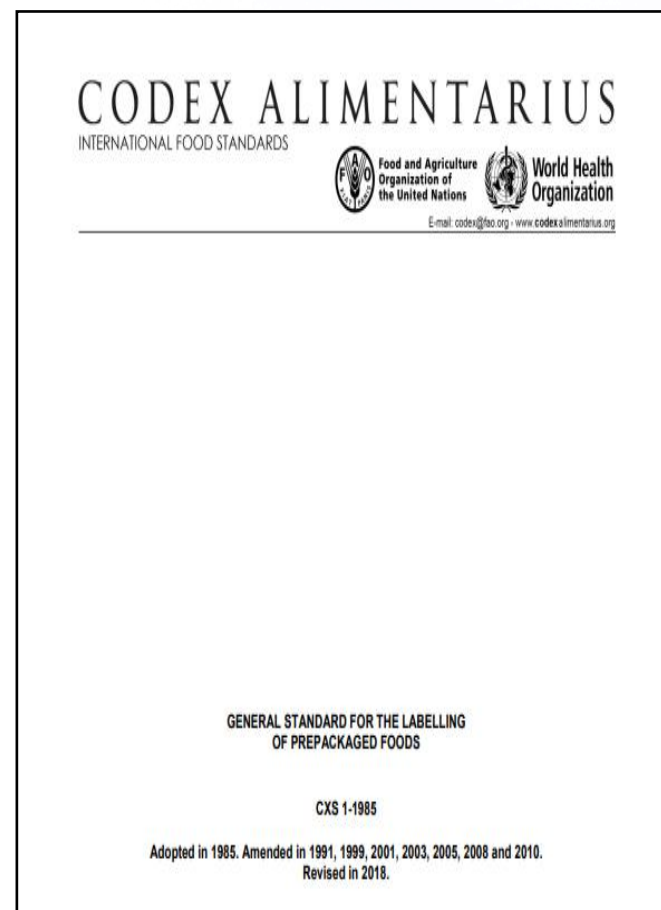 CODEX ALIMENTARIUS
INTERNATIONAL FOOD STANDARDS
F A O
FIAT PANIS
Food and Agriculture
Organization of
the United Nations
World Health
Organization
E-mail: codex@fao.org - www.codexalimentarius.org
GENERAL STANDARD FOR THE LABELLING
OF PREPACKAGED FOODS
CXS 1-1985
Adopted in 1985. Amended in 1991, 1999, 2001, 2003, 2005, 2008 and 2010.
Revised in 2018.